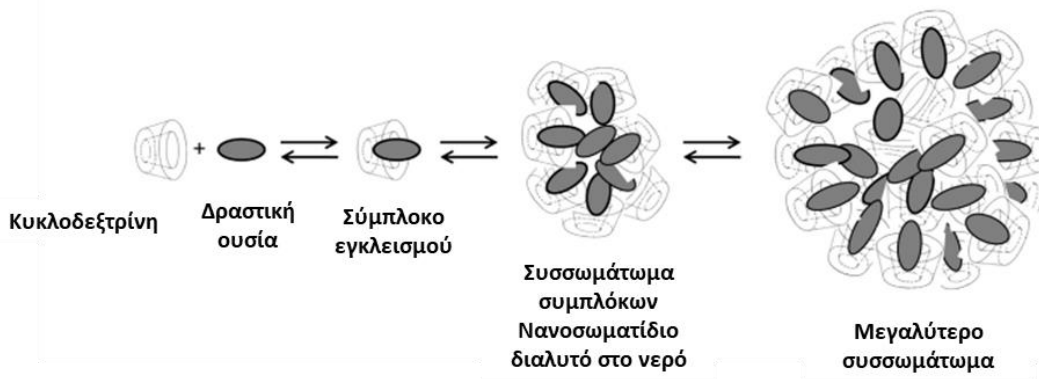 +
Κυκλοδεξτρίνη
Δραστική
ουσία
Σύμπλοκο
εγκλεισμού
Συσσωμάτωμα
συμπλόκων
Νανοσωματίδιο
διαλυτό στο νερό
Μεγαλύτερο
συσσωμάτωμα